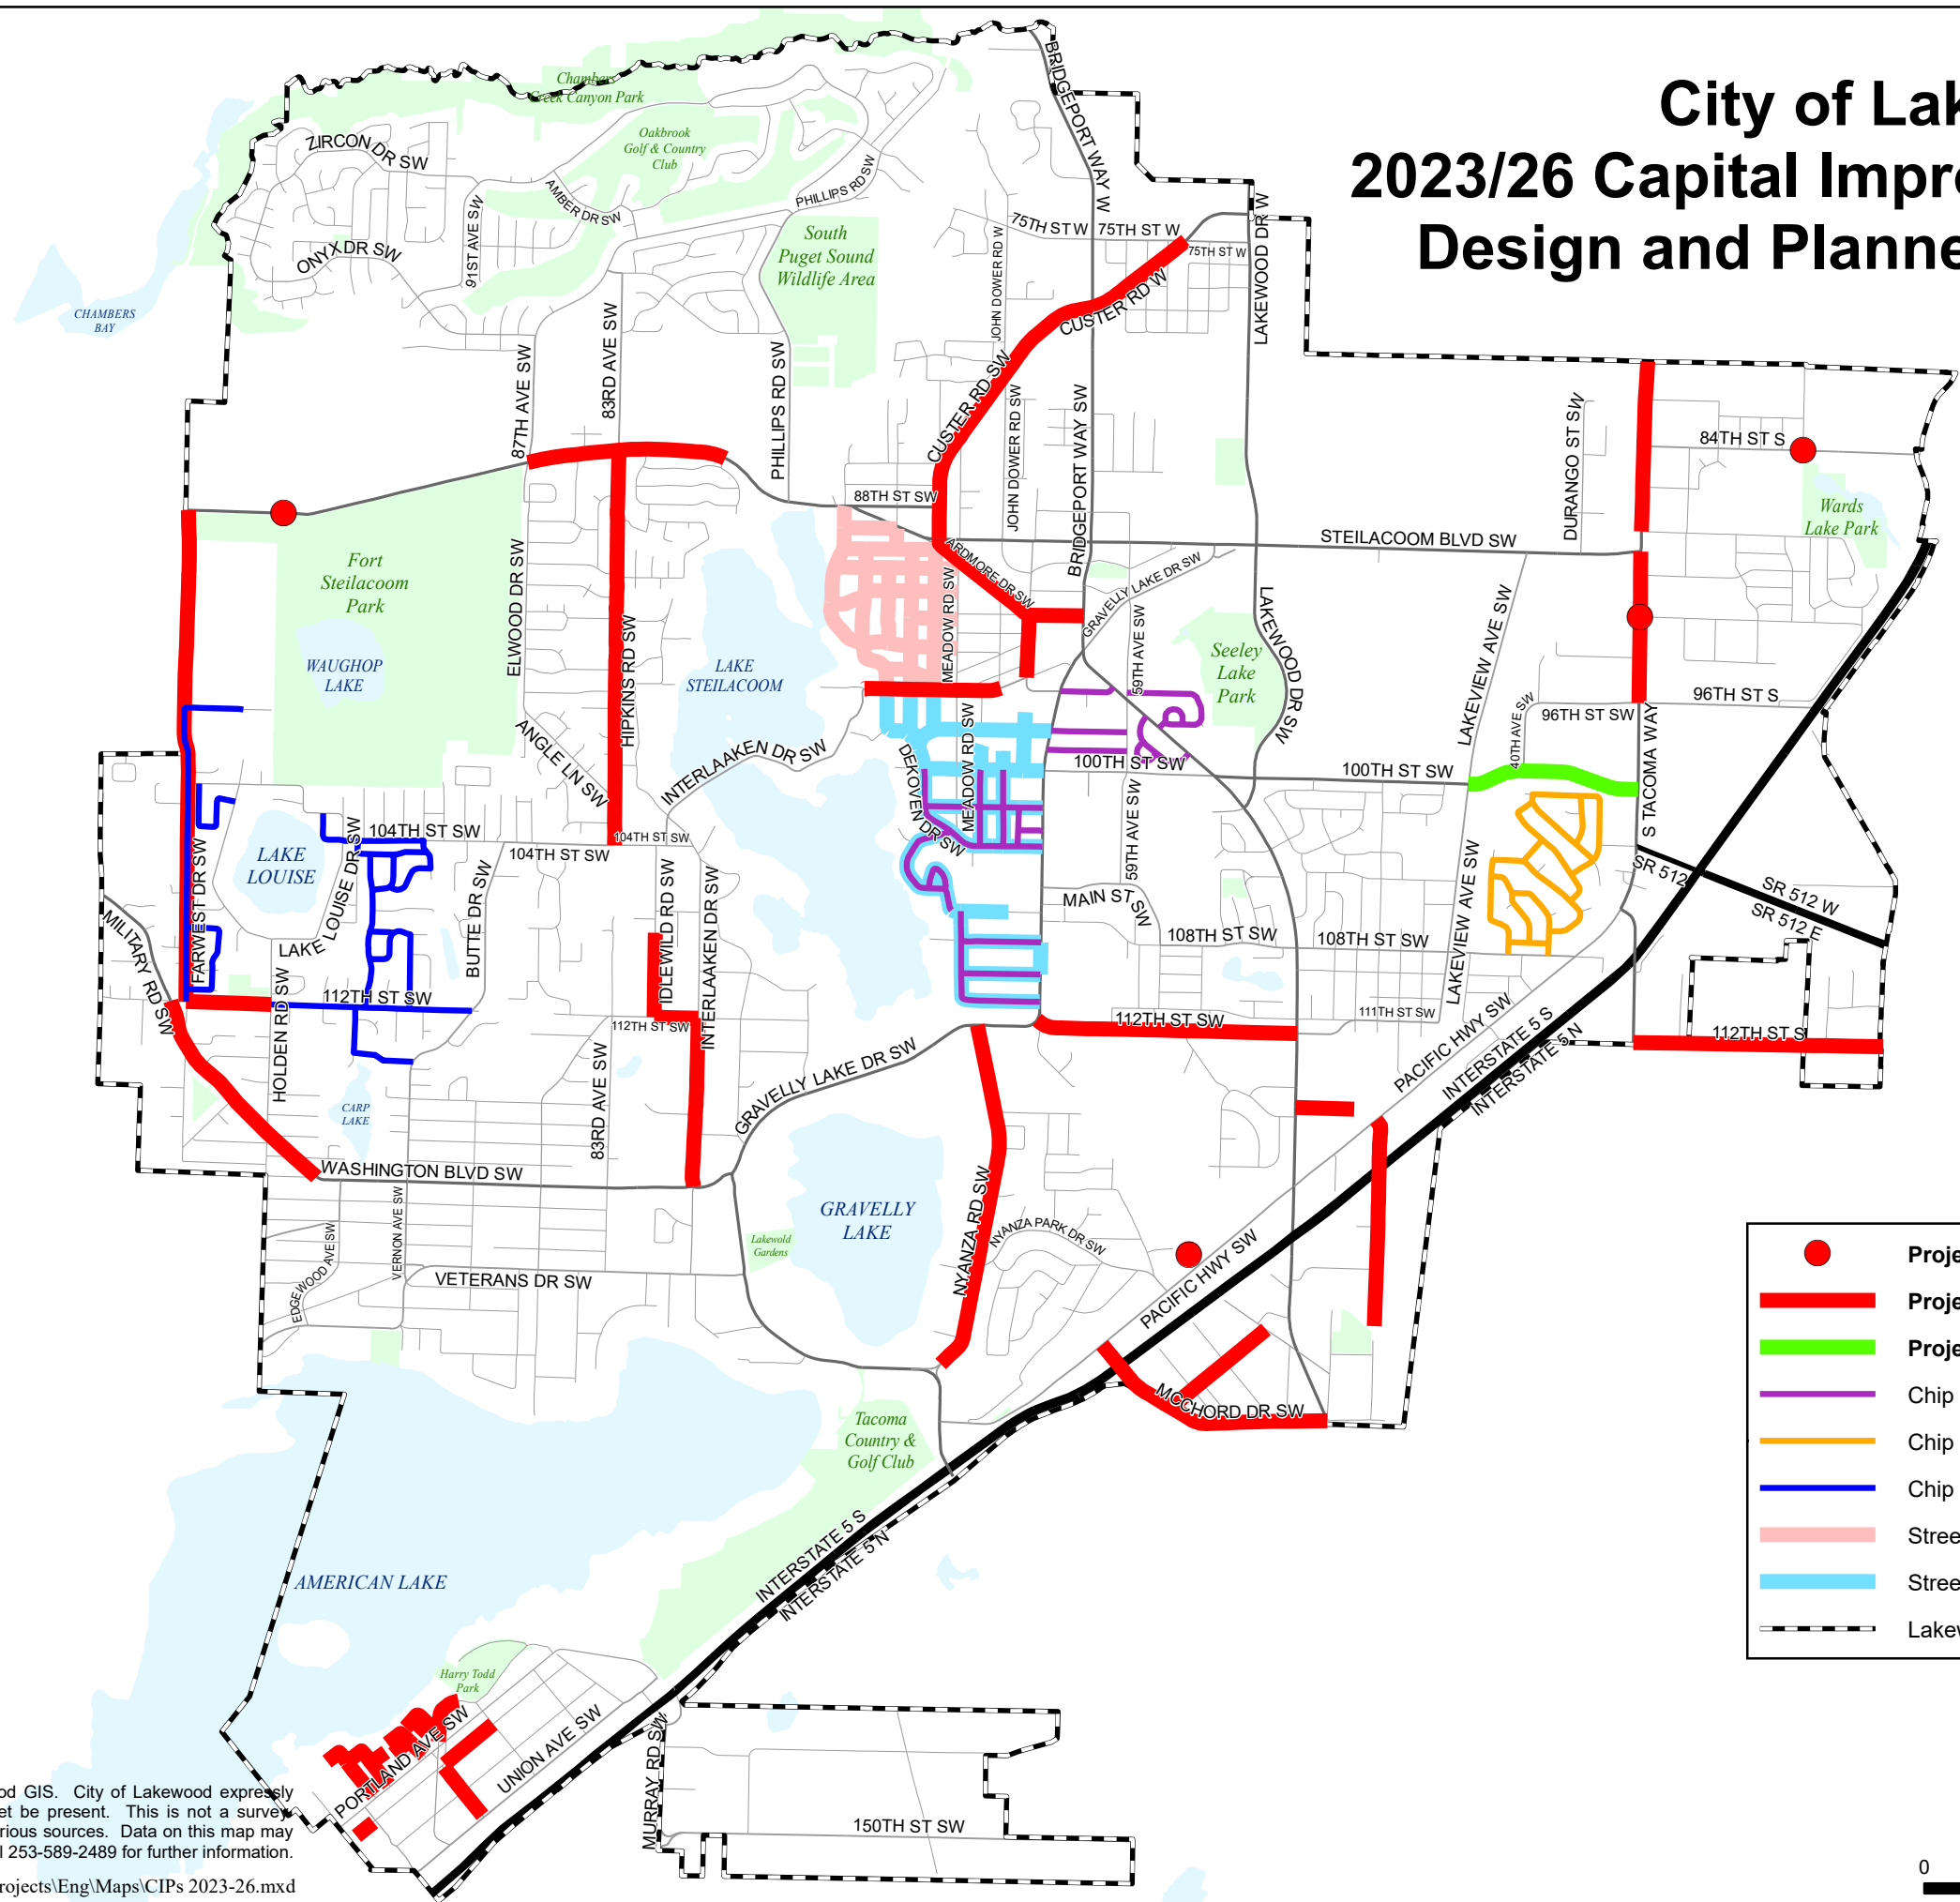 City of Lak
2023/26 Capital Impro
Design and Planne
Chambers
Creek Canyon Park
ZIRCON DR SW
Oakbrook
Golf & Country
Club
AMBER DR SW
PHILLIPS RD SW
91ST AVE SW
ONYX DR SW
BRIDGEPORT WAY W
LAKEWOOD DR W
75TH ST W
75TH ST W
75TH ST W
JOHN DOWER RD W
CUSTER RD W
South
Puget Sound
Wildlife Area
CHAMBERS
BAY
87TH AVE SW
83RD AVE SW
PHILLIPS RD SW
CUSTER RD SW
JOHN DOWER RD SW
BRIDGEPORT WAY SW
DURANGO ST SW
84TH ST S
Wards
Lake Park
88TH ST SW
STEILACOOM BLVD SW
ARDMORE DR SW
GRAVELLY LAKE DR SW
Fort
Steilacoom
Park
WAUGHOP
LAKE
ELWOOD DR SW
HIPKINS RD SW
LAKE
STEILACOOM
MEADOW RD SW
59TH AVE SW
Seeley
Lake
Park
LAKEWOOD DR SW
LAKEVIEW AVE SW
96TH ST S
96TH ST SW
40TH AVE SW
S TACOMA WAY
ANGLE LN SW
INTERLAAKEN DR SW
DEKOVEN DR SW
MEADOW RD SW
100TH ST SW
100TH ST SW
59TH AVE SW
104TH ST SW
104TH ST SW
104TH ST SW
LAKE
LOUISE
LAKE LOUISE DR SW
FARWEST DR SW
MILITARY RD SW
BUTTE DR SW
IDLEWILD RD SW
INTERLAAKEN DR SW
MAIN ST SW
108TH ST SW
108TH ST SW
LAKEVIEW AVE SW
SR 512
SR 512 W
SR 512 E
112TH ST SW
HOLDEN RD SW
112TH ST SW
112TH ST SW
111TH ST SW
112TH ST S
PACIFIC HWY SW
INTERSTATE 5 S
INTERSTATE 5 N
CARP
LAKE
83RD AVE SW
GRAVELLY LAKE DR SW
WASHINGTON BLVD SW
GRAVELLY
LAKE
NYANZA RD SW
NYANZA PARK DR SW
PACIFIC HWY SW
Lakewold
Gardens
EDGEWOOD AVE SW
VERNON AVE SW
VETERANS DR SW
MCCHORD DR SW
Tacoma
Country &
Golf Club
Proje
Proje
Proje
Chip
Chip
Chip
Stree
Stree
Lakew
AMERICAN LAKE
INTERSTATE 5 S
INTERSTATE 5 N
Harry Todd
Park
PORTLAND AVE SW
UNION AVE SW
MURRAY RD SW
150TH ST SW
od GIS. City of Lakewood expressly
et be present. This is not a survey.
rious sources. Data on this map may
l 253-589-2489 for further information.
rojects\Eng\Maps\CIPs 2023-26.mxd
0